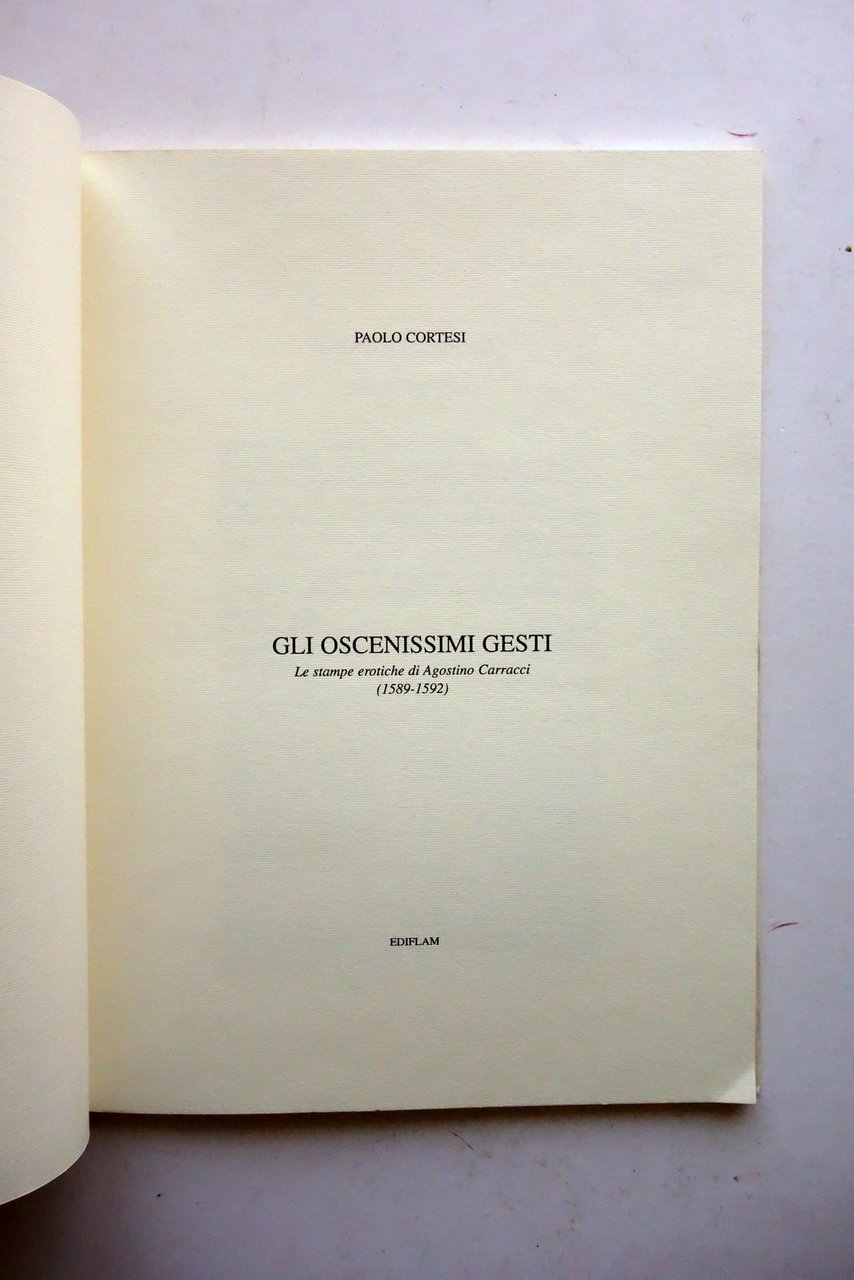 PAOLO CORTESI
GLI OSCENISSIMI GESTI
Le stampe erotiche di Agostino Carracci
(1589-1592)
EDIFLAM